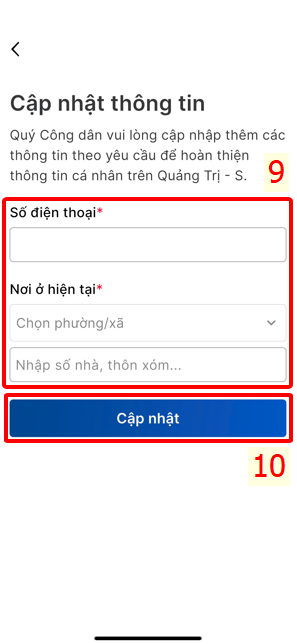 Cập nhật thông tin
Quý Công dân vui lòng cập nhập thêm các
thông tin theo yêu cầu để hoàn thiện
thông tin cá nhân trên Quảng Trị - S.
9
Số điện thoại*
Nơi ở hiện tại*
Chọn phường/xã
Nhập số nhà, thôn xóm...
Cập nhật
10